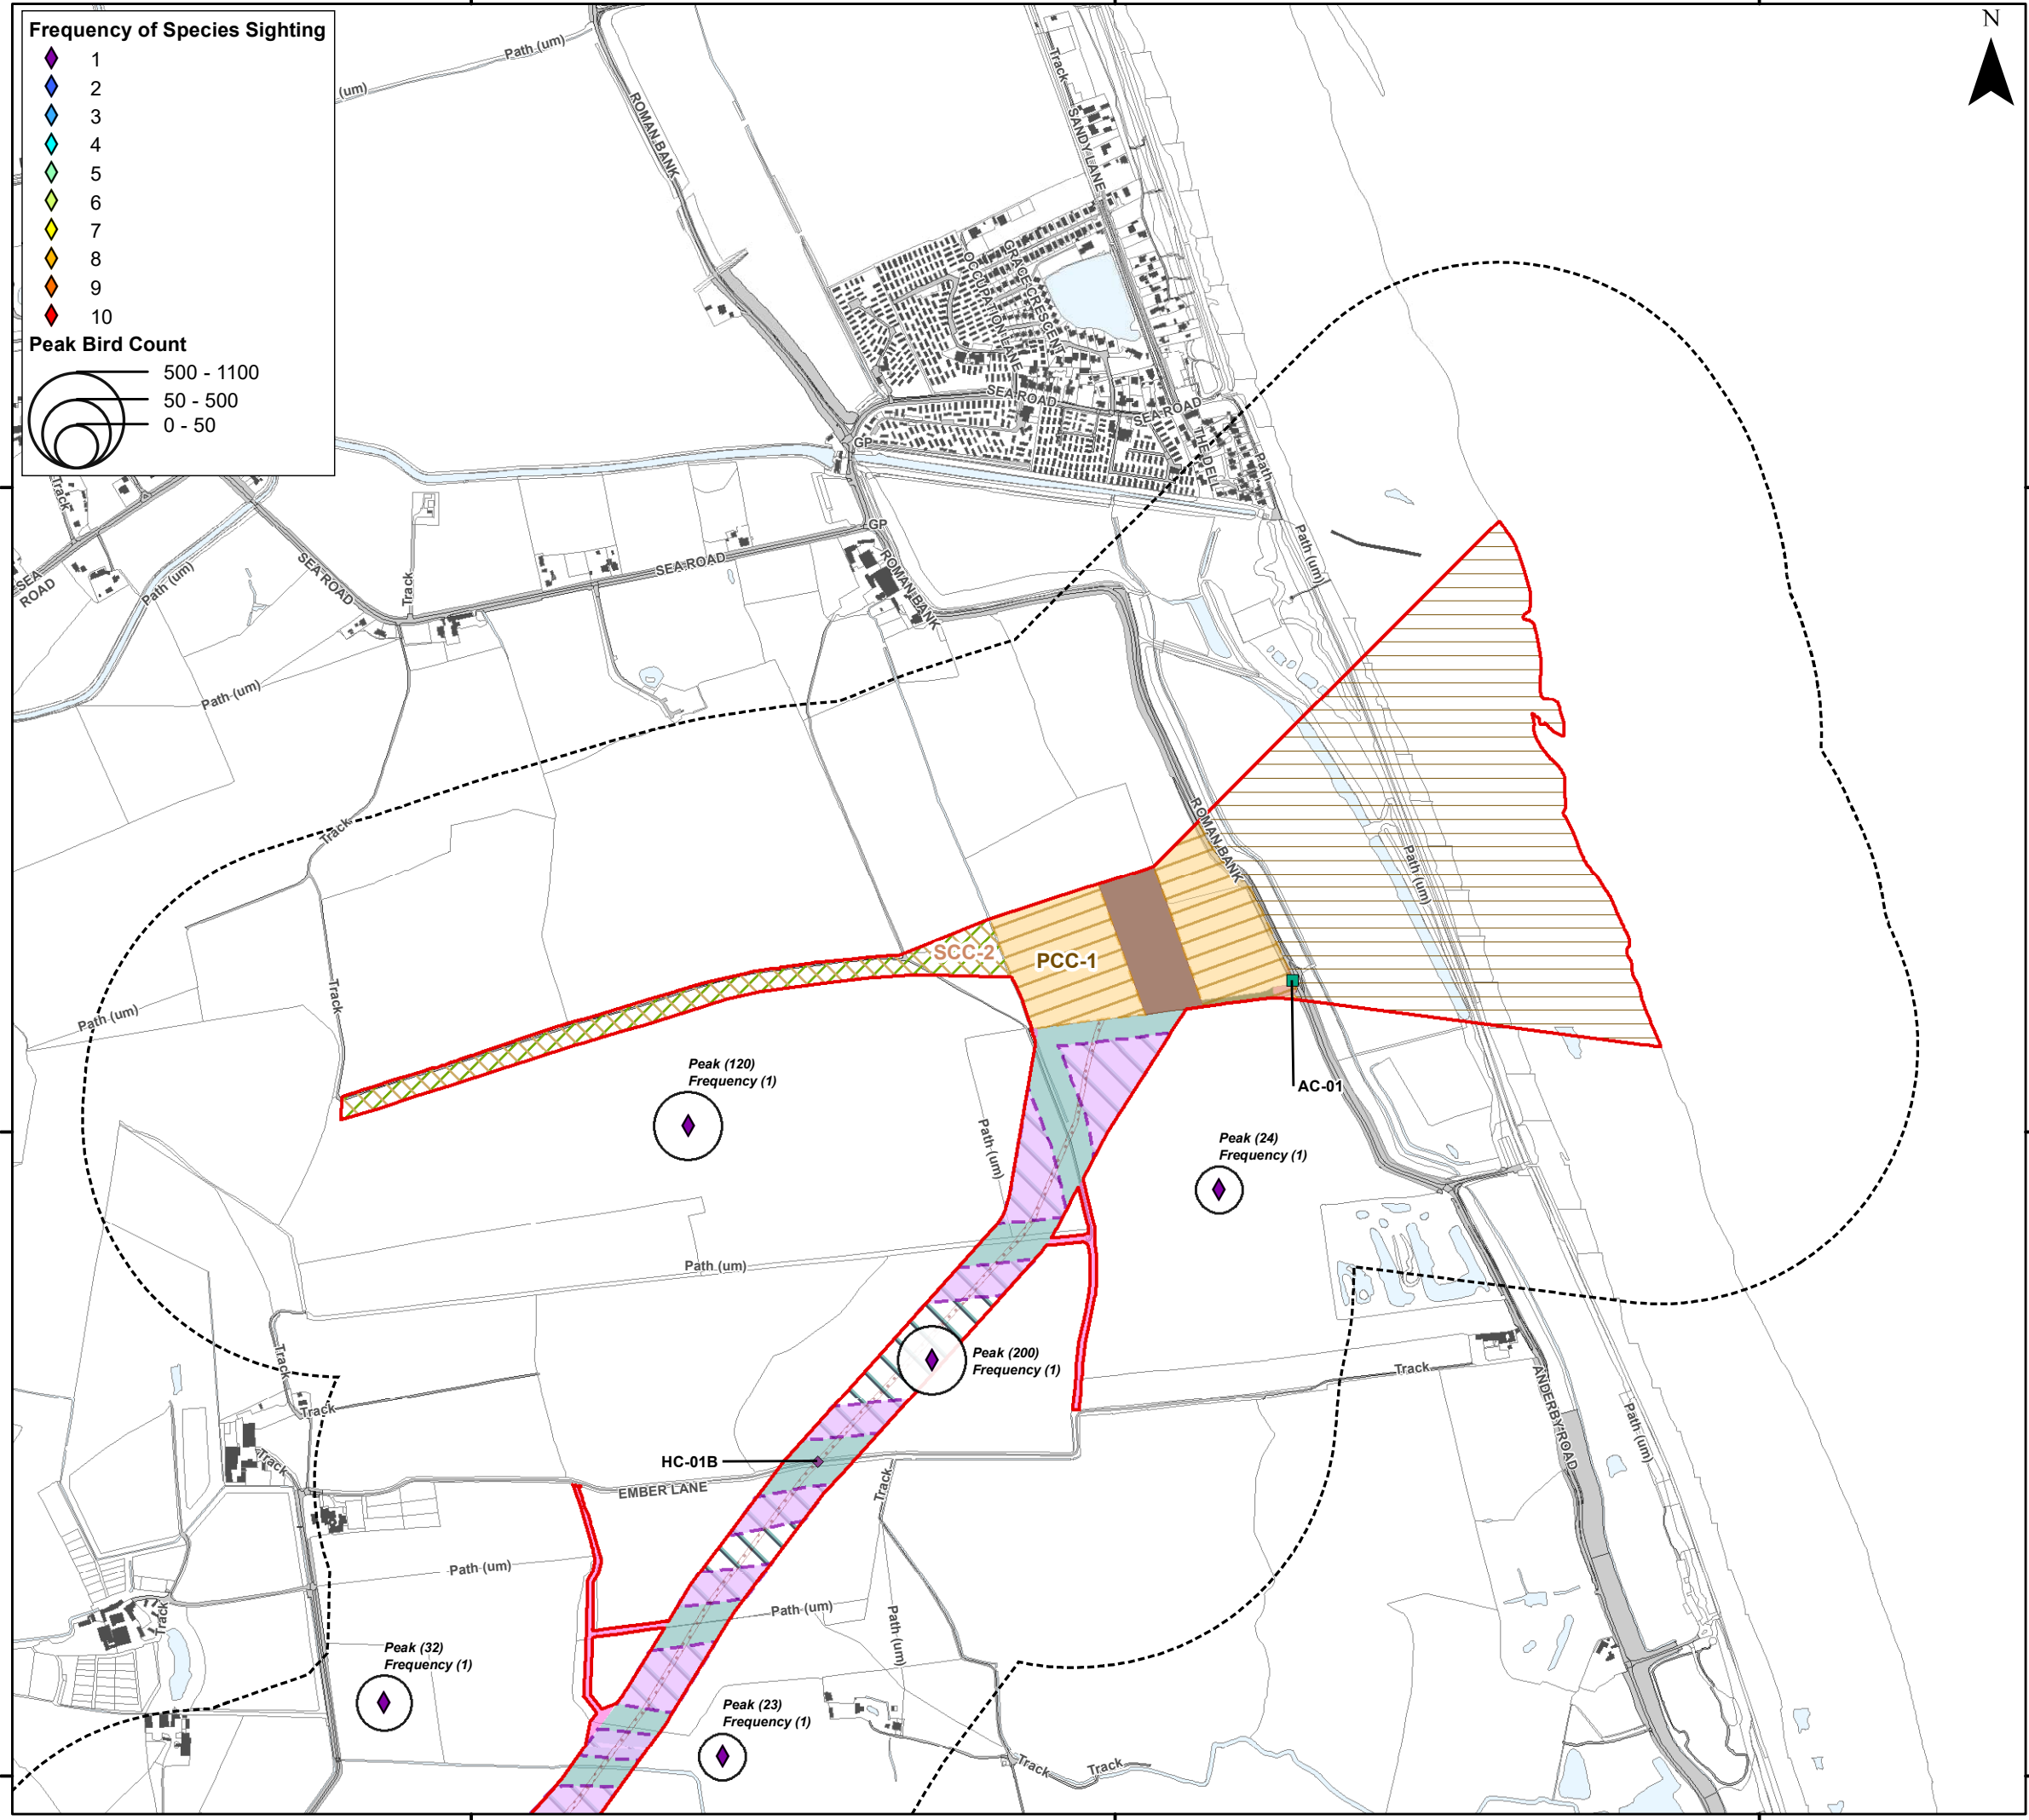 Frequency of Species Sighting
1
2
3
4
5
6
7
8
9
10
Peak Bird Count
500 - 1100
50 - 500
0 - 50
N
Path (um)
(um)
ROMAN BANK
Track
SANDY LANE
GRACE CRESCENT
OCCUPATION LANE
SEA ROAD
SEA ROAD
THE DELL
Path
GP
GP
Track
SEA
ROAD
Path (um)
SEA ROAD
Track
SEA ROAD
ROMAN BANK
Path (um)
Path (um)
Track
ROMAN BANK
Path (um)
SCC-2
PCC-1
Track
Path (um)
AC-01
Peak (120)
Frequency (1)
Path (um)
Peak (24)
Frequency (1)
Path (um)
Track
Peak (200)
Frequency (1)
Track
Track
ANDERBY ROAD
Path (um)
Track
HC-01B
EMBER LANE
Track
Path (um)
Path (um)
Path (um)
Track
Peak (32)
Frequency (1)
Peak (23)
Frequency (1)
Track
Track